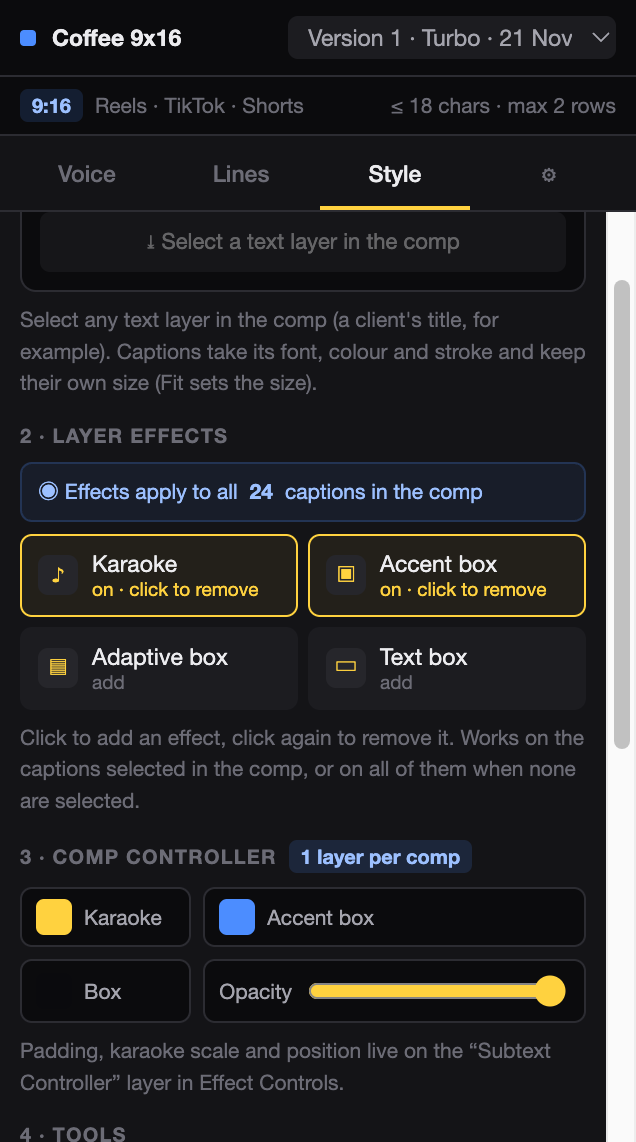 Coffee 9x16
Version 1 · Turbo · 21 Nov
9:16 Reels · TikTok · Shorts
≤ 18 chars · max 2 rows
Voice
Lines
Style
⚙
⤓ Select a text layer in the comp
Select any text layer in the comp (a client's title, for
example). Captions take its font, colour and stroke and keep
their own size (Fit sets the size).
2 · LAYER EFFECTS
◉ Effects apply to all 24 captions in the comp
♪ Karaoke
on · click to remove
▣ Accent box
on · click to remove
▤ Adaptive box
add
▭ Text box
add
Click to add an effect, click again to remove it. Works on the
captions selected in the comp, or on all of them when none
are selected.
3 · COMP CONTROLLER 1 layer per comp
Karaoke
Accent box
Box
Opacity
Padding, karaoke scale and position live on the “Subtext
Controller” layer in Effect Controls.
4 · TOOLS